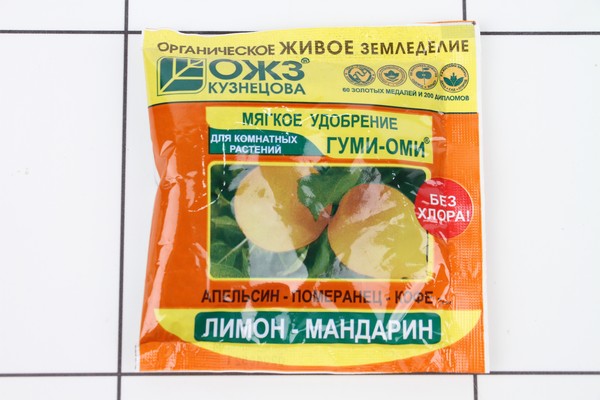 ОРГАНИЧЕСКОЕ ЖИВОЕ ЗЕМЛЕДЕЛИЕ
ОЖЗ®
КУЗНЕЦОВА
60 ЗОЛОТЫХ МЕДАЛЕЙ И 200 ДИПЛОМОВ
МЯГКОЕ УДОБРЕНИЕ
ДЛЯ КОМНАТНЫХ
РАСТЕНИЙ
ГУМИ-ОМИ®
БЕЗ
ХЛОРА!
АПЕЛЬСИН - ПОМЕРАНЕЦ - КОФЕ
ЛИМОН - МАНДАРИН